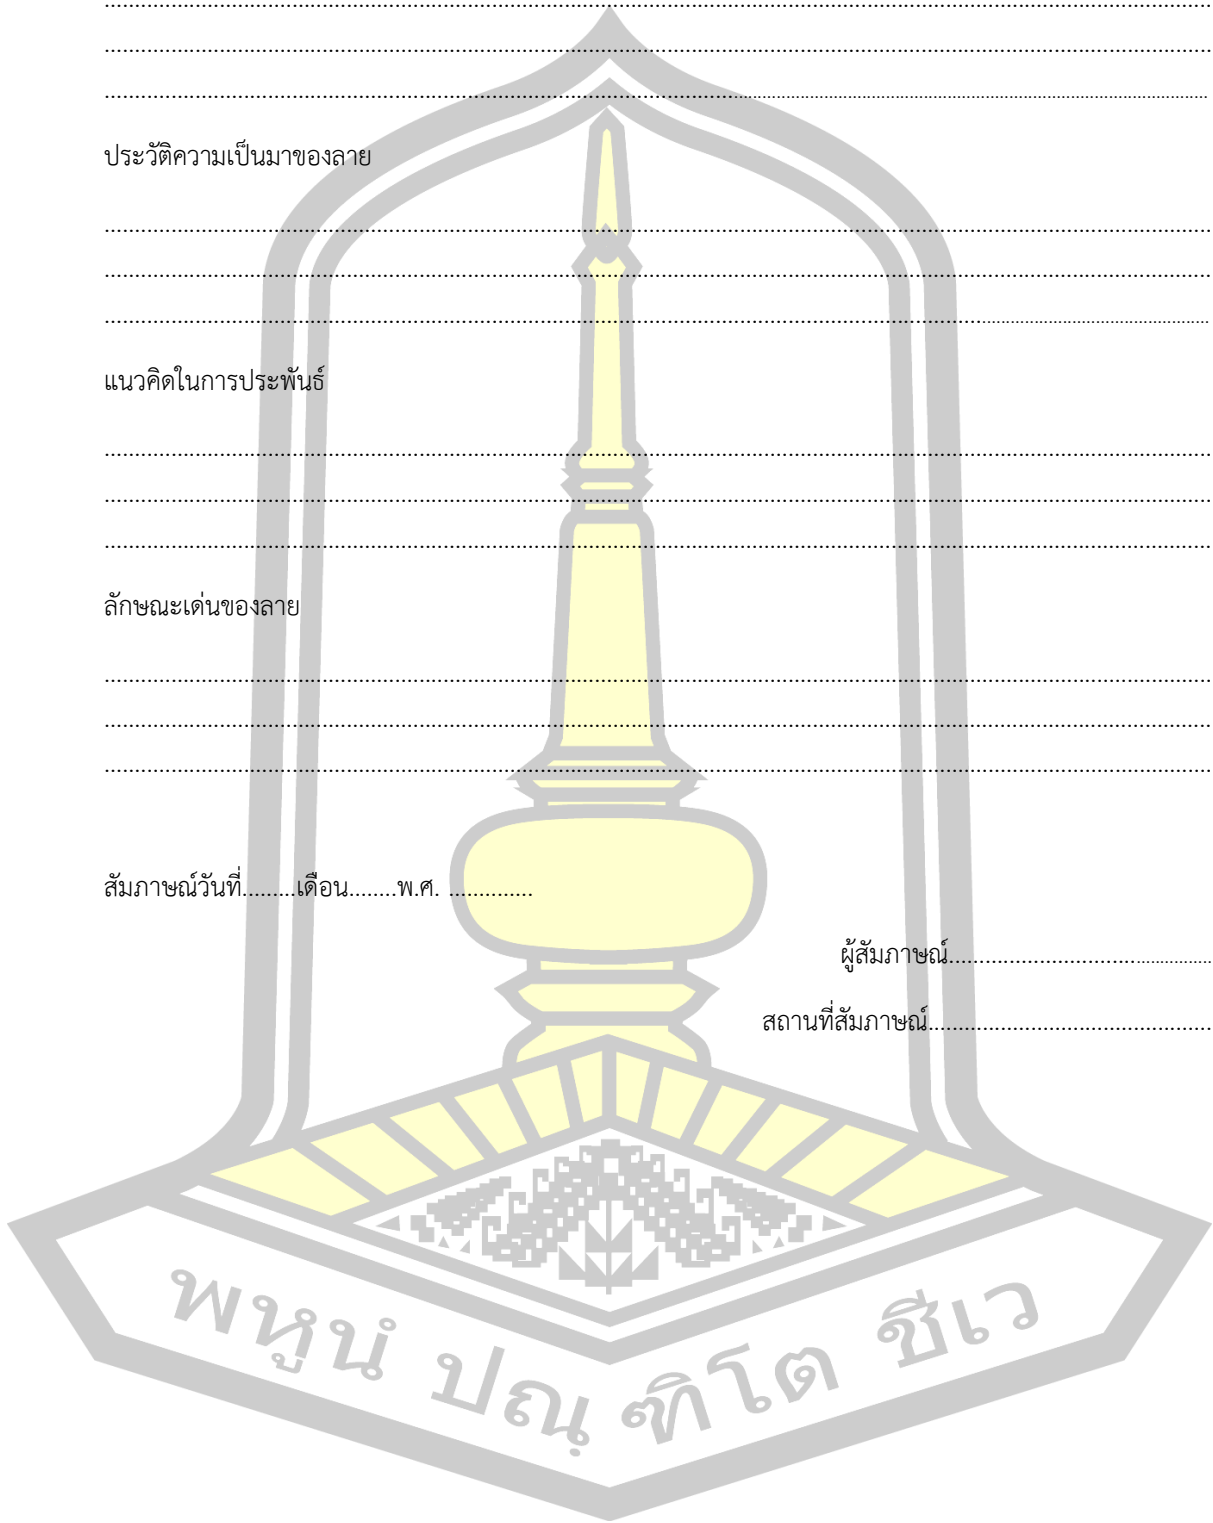 ........................................................................................................................
........................................................................................................................
........................................................................................................................
ประวัติความเป็นมาของลาย
........................................................................................................................
........................................................................................................................
........................................................................................................................
แนวคิดในการประพันธ์
........................................................................................................................
........................................................................................................................
........................................................................................................................
ลักษณะเด่นของลาย
........................................................................................................................
........................................................................................................................
........................................................................................................................
สัมภาษณ์วันที่.........เดือน........พ.ศ. ..............
ผู้สัมภาษณ์............................................
สถานที่สัมภาษณ์...............................................
พหูนํ ปณฺฑิโต ชีเว